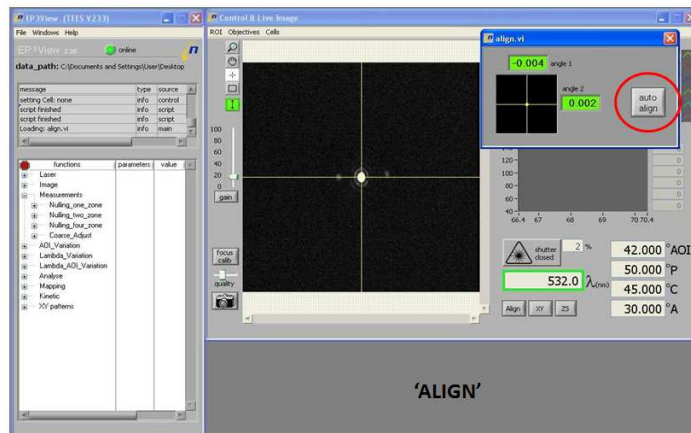 EP3View (TEES V233)
File Windows Help
EP³View 2.35
online
data_path: C:\Documents and Settings\User\Desktop
message type source
setting Cell: none info control
script finished info script
script finished info script
Loading: align.vi info main
functions parameters value
Laser
Image
Measurements
Nulling_one_zone
Nulling_two_zone
Nulling_four_zone
Coarse_Adjust
AOI_Variation
Lambda_Variation
Lambda_AOI_Variation
Analyse
Mapping
Kinetic
XY patterns
Control & Live Image
ROI Objectives Cells
100
80
60
40
20
0
gain
focus
calib
quality
align.vi
-0.004 angle 1
angle 2
0.002
auto
align
120
100
80
60
40
66.4 67 68 69 70 70.4
0
0
0
0
0
shutter
closed
2 %
532.0 λ(nm)
Align XY ZS
42.000 °AOI
50.000 °P
45.000 °C
30.000 °A
'ALIGN'